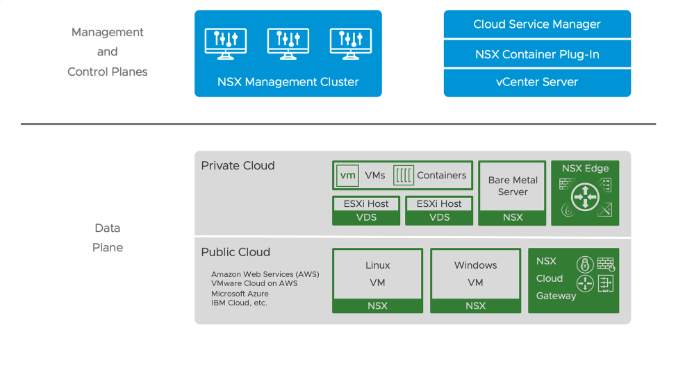 Management
and
Control Planes
NSX Management Cluster
Cloud Service Manager
NSX Container Plug-In
vCenter Server
Data
Plane
Private Cloud
vm VMs
Containers
ESXi Host
VDS
ESXi Host
VDS
Bare Metal
Server
NSX
NSX Edge
Public Cloud
Amazon Web Services (AWS)
VMware Cloud on AWS
Microsoft Azure
IBM Cloud, etc.
Linux
VM
NSX
Windows
VM
NSX
NSX
Cloud
Gateway